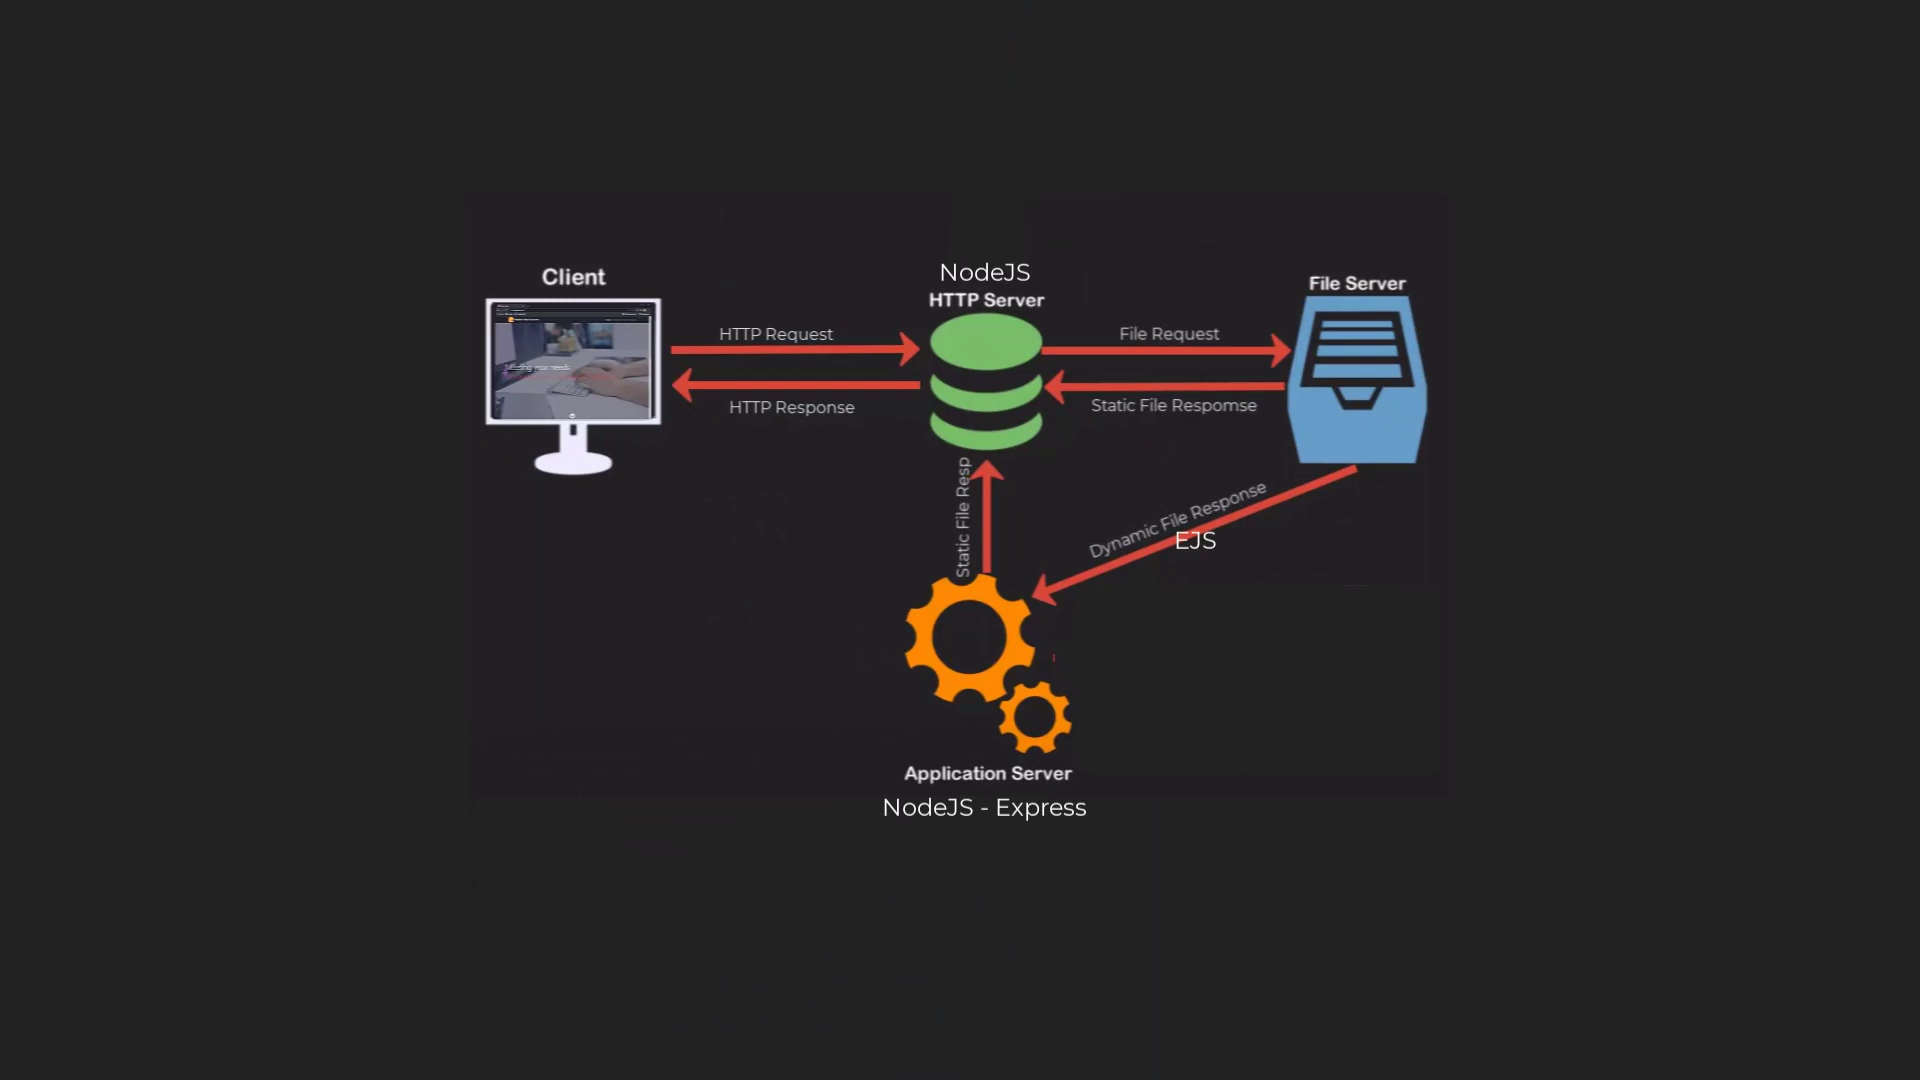 Client
NodeJS
HTTP Server
File Server
HTTP Request
File Request
HTTP Response
Static File Respomse
Static File Resp
Dynamic File Response
EJS
Application Server
NodeJS - Express